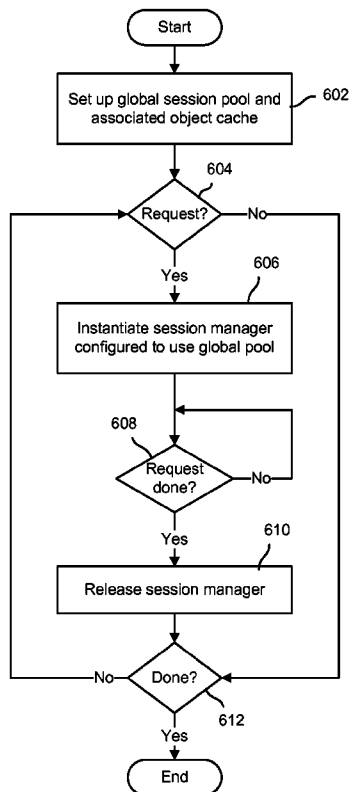 Start
Set up global session pool and
associated object cache
602
604
Request?
No
Yes
606
Instantiate session manager
configured to use global pool
608
Request
done?
No
Yes
610
Release session manager
No
Done?
612
Yes
End